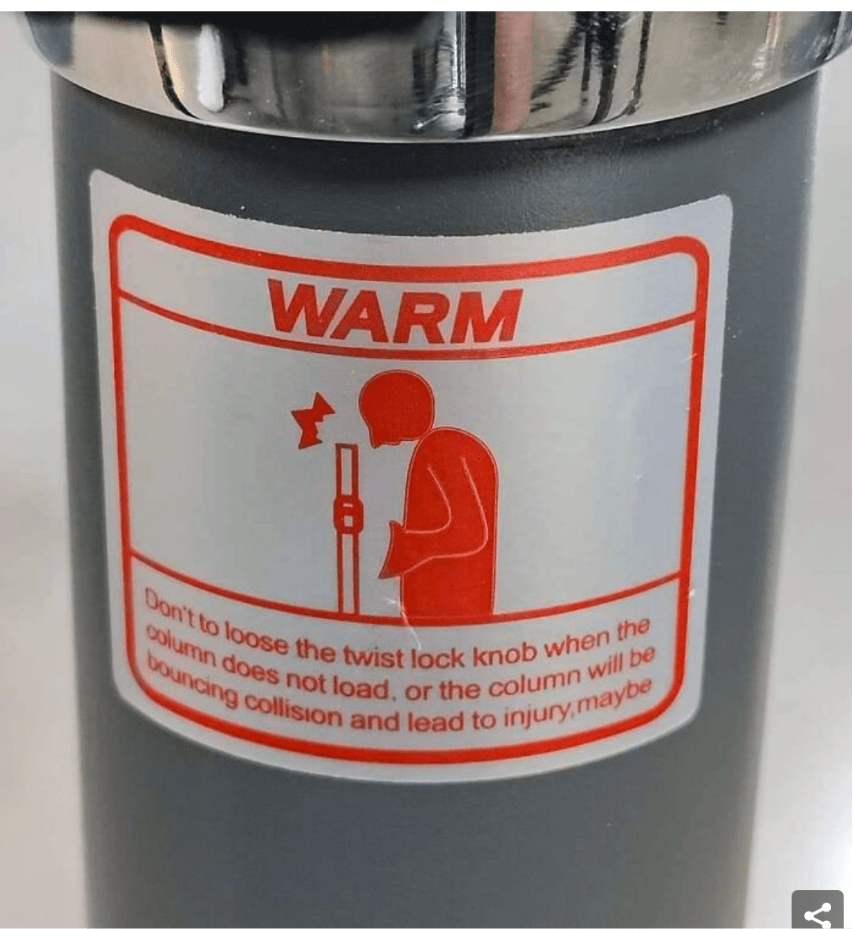 WARM
Don't to loose the twist lock knob when the
column does not load, or the column will be
bouncing collision and lead to injury,maybe